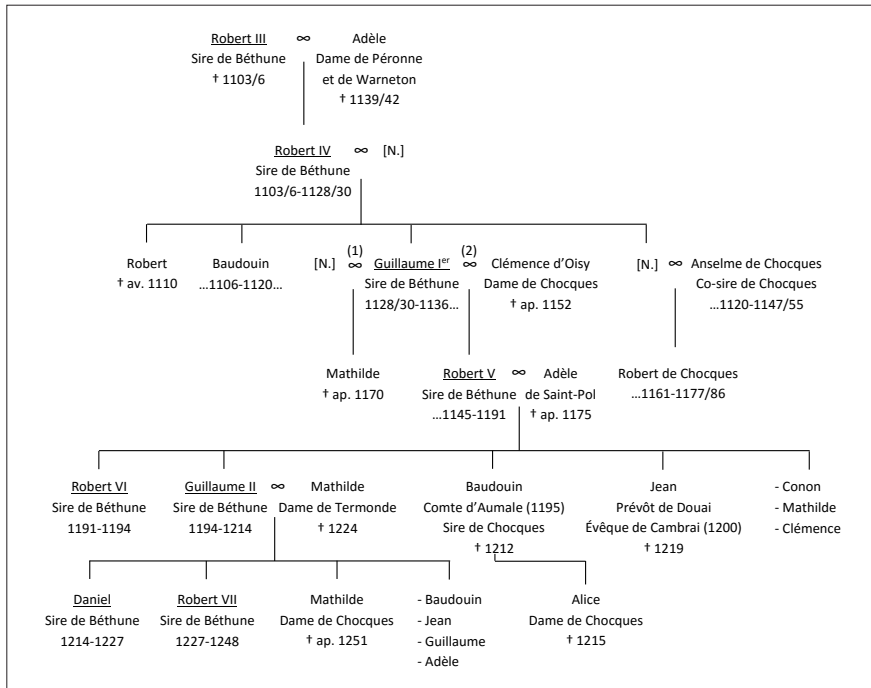 Robert III ∞ Adèle
Sire de Béthune Dame de Péronne
† 1103/6 et de Warneton
† 1139/42
Robert IV ∞ [N.]
Sire de Béthune
1103/6-1128/30
Robert Baudouin [N.] (1) ∞ Guillaume Ier (2) ∞ Clémence d’Oisy [N.] ∞ Anselme de Chocques
† av. 1110 …1106-1120… Sire de Béthune Dame de Chocques Co-sire de Chocques
1128/30-1136… † ap. 1152 …1120-1147/55
Mathilde Robert V ∞ Adèle Robert de Chocques
† ap. 1170 Sire de Béthune de Saint-Pol …1161-1177/86
…1145-1191 † ap. 1175
Robert VI Guillaume II ∞ Mathilde Baudouin Jean - Conon
Sire de Béthune Sire de Béthune Dame de Termonde Comte d’Aumale (1195) Prévôt de Douai - Mathilde
1191-1194 1194-1214 † 1224 Sire de Chocques Évêque de Cambrai (1200) - Clémence
† 1212 † 1219
Daniel Robert VII Mathilde - Baudouin Alice
Sire de Béthune Sire de Béthune Dame de Chocques - Jean Dame de Chocques
1214-1227 1227-1248 † ap. 1251 - Guillaume † 1215
- Adèle